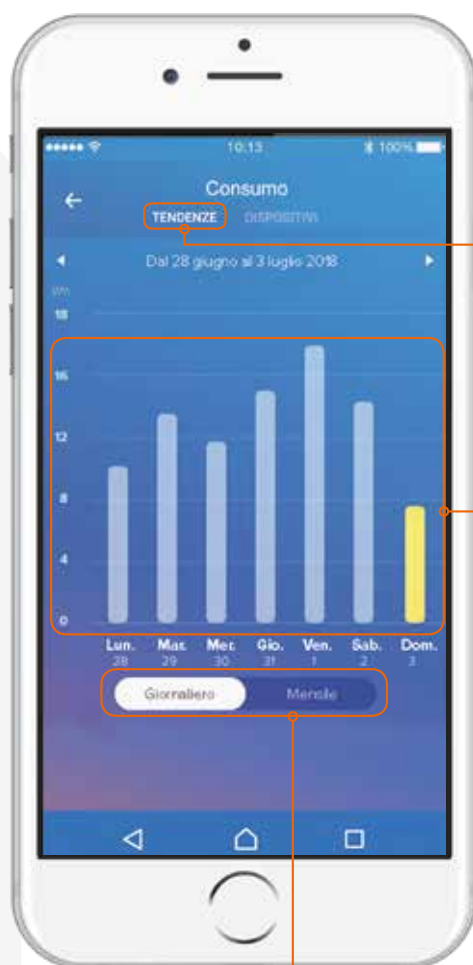 10:13 100%
Consumo
TENDENZE DISPOSITIVI
Dal 28 giugno al 3 luglio 2018
18
16
12
8
4
0
Lun. Mar. Mer. Gio. Ven. Sab. Dom.
28 29 30 31 1 2 3
Giornaliero Mensile